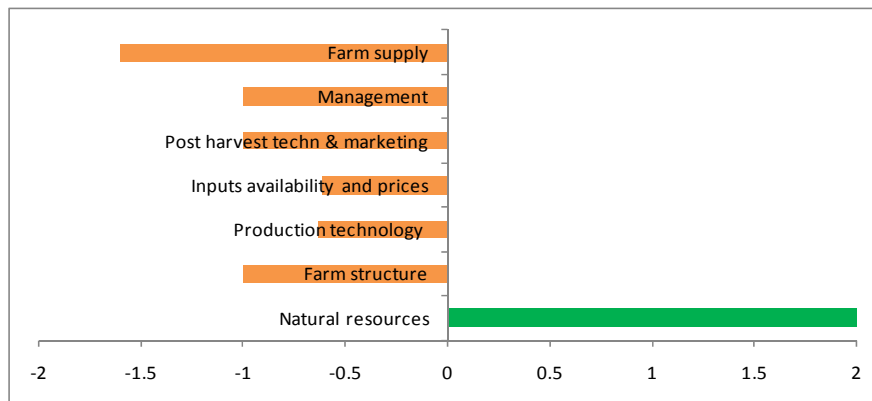 Farm supply
Management
Post harvest techn & marketing
Inputs availability and prices
Production technology
Farm structure
Natural resources
-2 -1.5 -1 -0.5 0 0.5 1 1.5 2